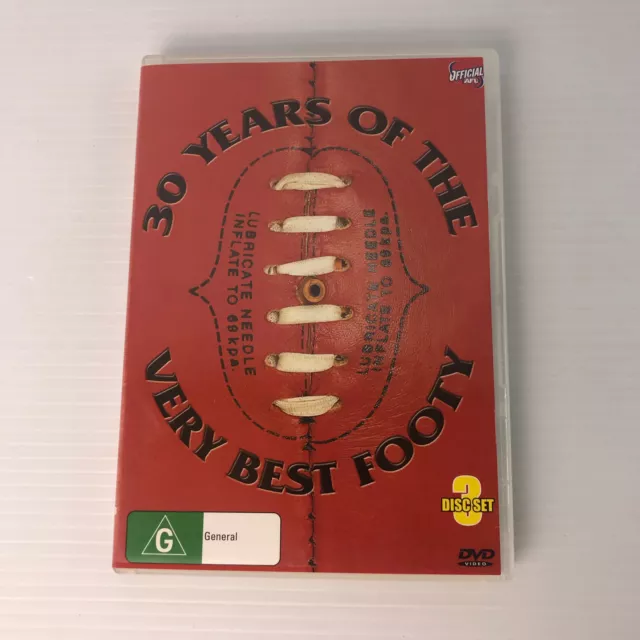 OFFICIAL
AFL
30 YEARS OF THE
LUBRICATE NEEDLE
INFLATE TO 69kpa.
LUBRICATE NEEDLE
INFLATE TO 69kpa.
VERY BEST FOOTY
3
DISC SET
G
General
DVD
VIDEO